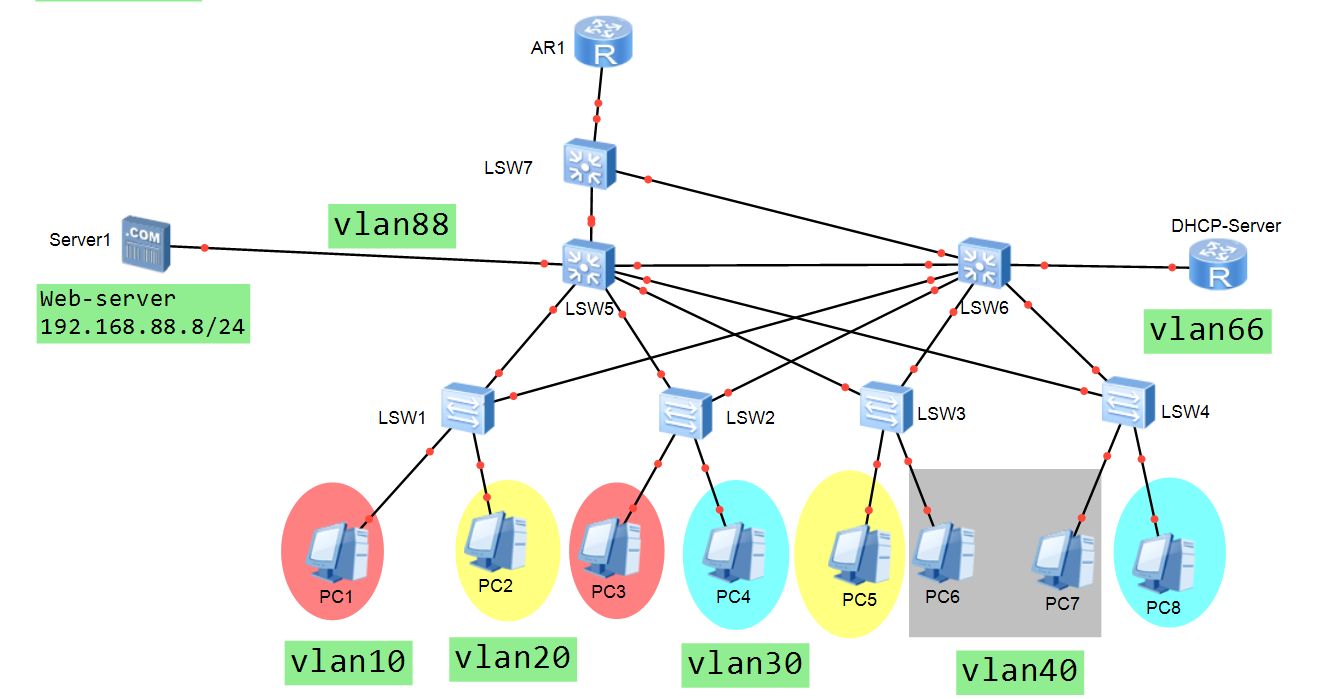 AR1
R
LSW7
vlan88
Server1
.COM
DHCP-Server
R
Web-server
192.168.88.8/24
LSW5
LSW6
vlan66
LSW1
LSW2
LSW3
LSW4
PC1
PC2
PC3
PC4
PC5
PC6
PC7
PC8
vlan10
vlan20
vlan30
vlan40